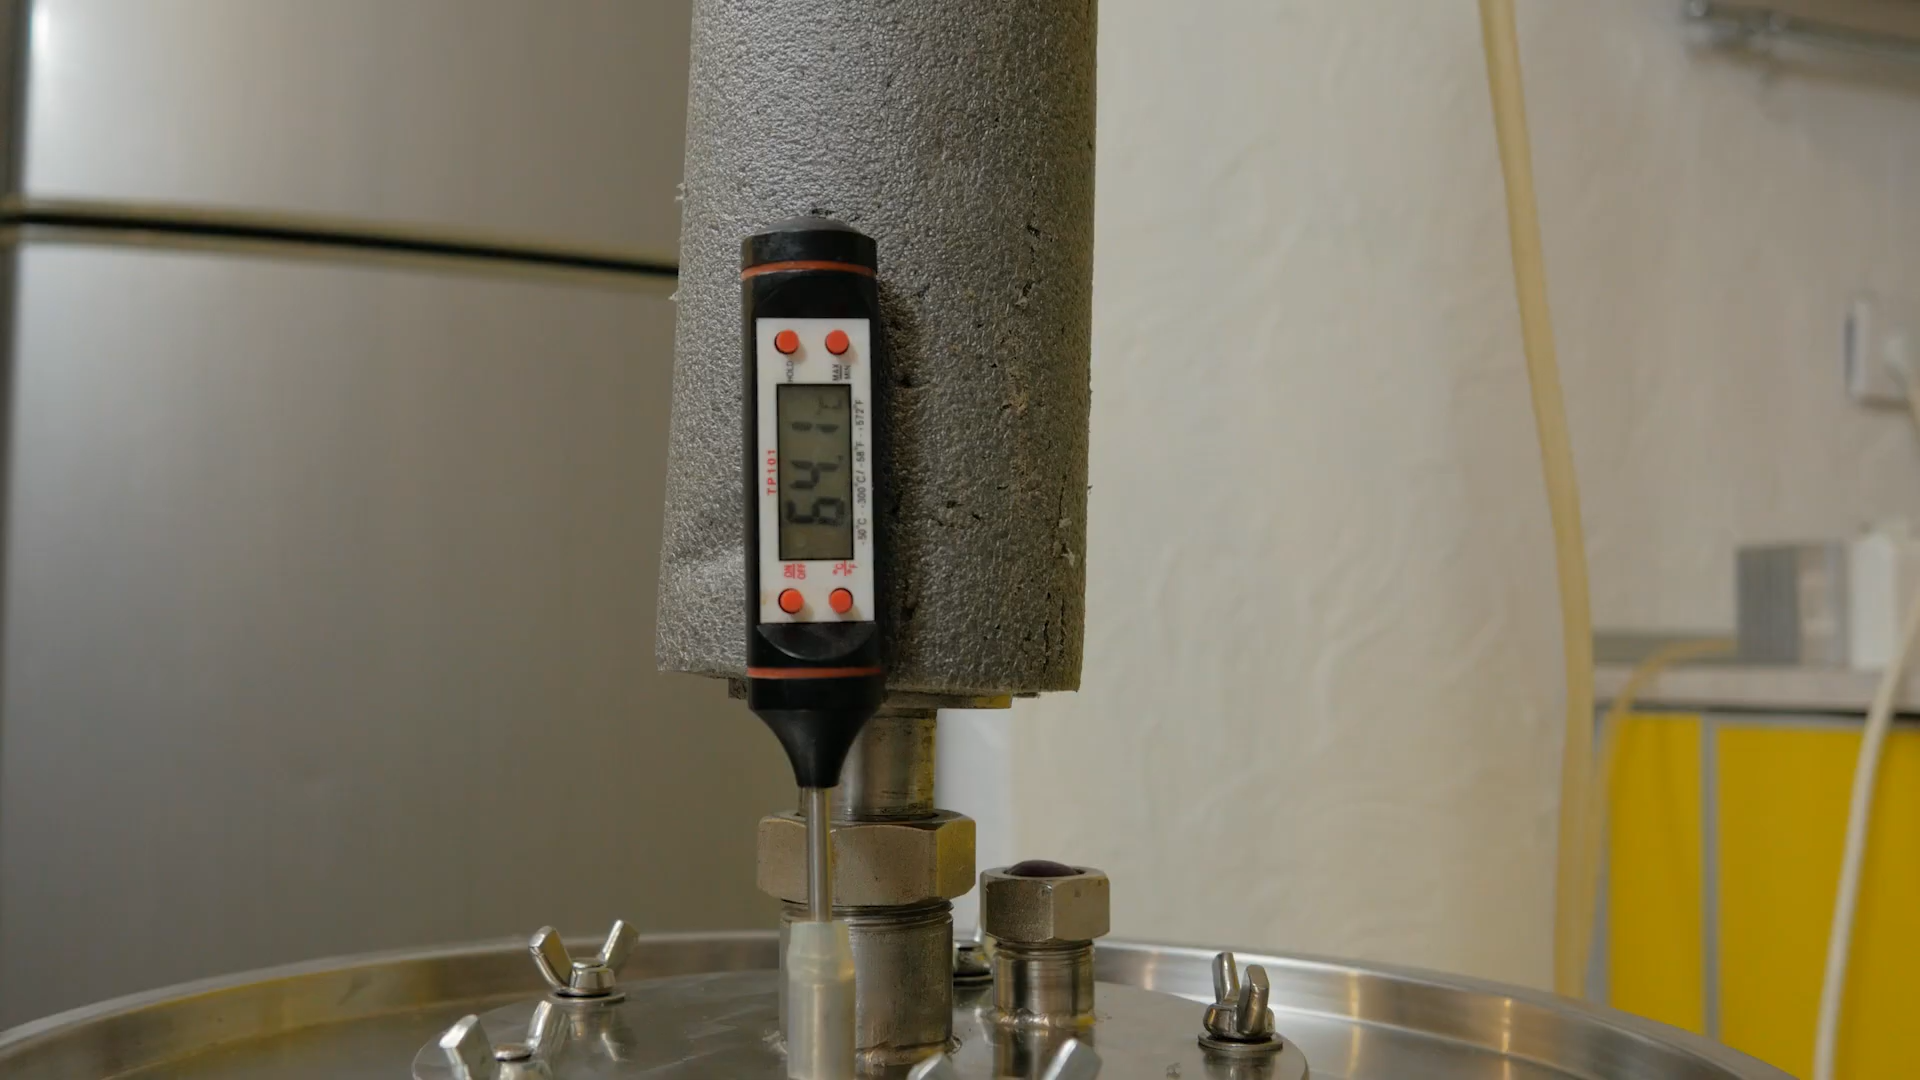 HOLD
MAX
MIN
TP101
64.1°C
-50°C--300°C/-58°F--+572°F
ON
OFF
°C
°F